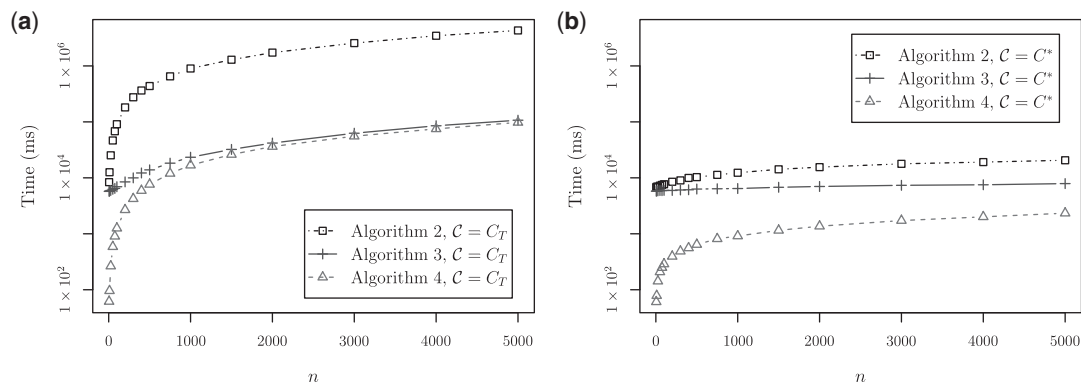 (a)
Time (ms)
1 × 10^6
1 × 10^4
1 × 10^2
Algorithm 2, 𝒞 = C_T
Algorithm 3, 𝒞 = C_T
Algorithm 4, 𝒞 = C_T
0 1000 2000 3000 4000 5000
n
(b)
Time (ms)
1 × 10^6
1 × 10^4
1 × 10^2
Algorithm 2, 𝒞 = C*
Algorithm 3, 𝒞 = C*
Algorithm 4, 𝒞 = C*
0 1000 2000 3000 4000 5000
n